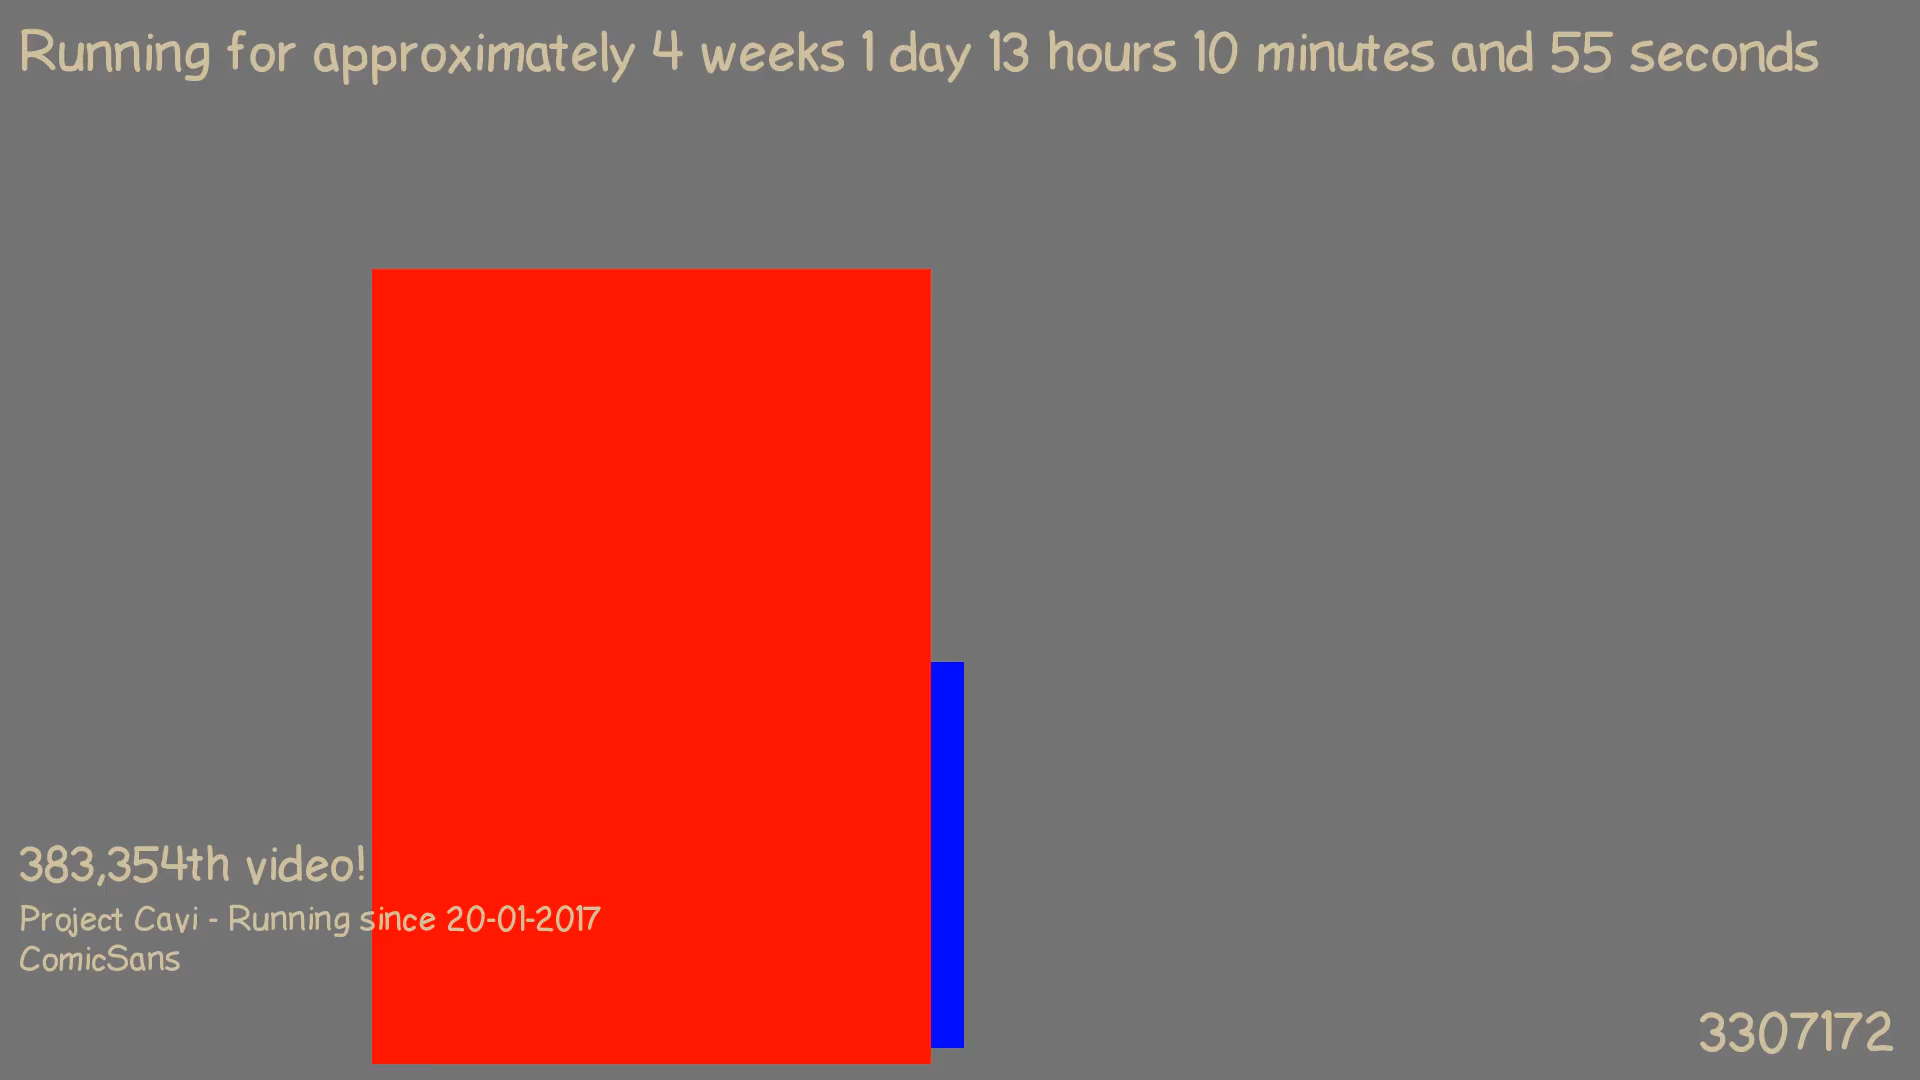 Running for approximately 4 weeks 1 day 13 hours 10 minutes and 55 seconds
383,354th video!
Project Cavi - Running since 20-01-2017
ComicSans
3307172